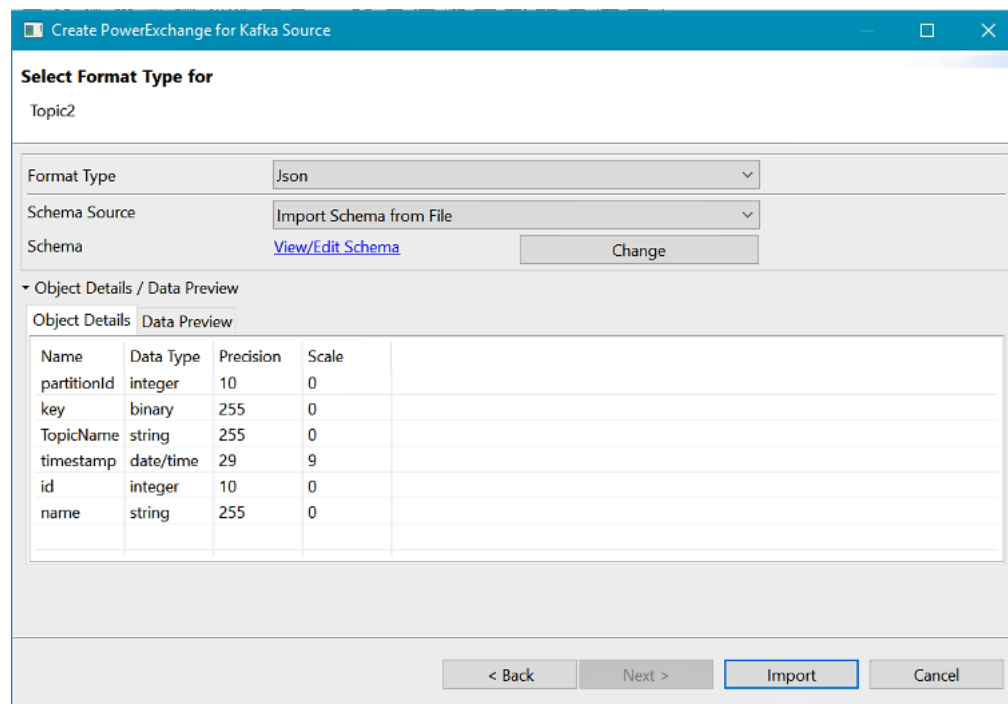 Create PowerExchange for Kafka Source
Select Format Type for
Topic2
Format Type Json
Schema Source Import Schema from File
Schema View/Edit Schema Change
Object Details / Data Preview
Object Details Data Preview
Name Data Type Precision Scale
partitionId integer 10 0
key binary 255 0
TopicName string 255 0
timestamp date/time 29 9
id integer 10 0
name string 255 0
< Back Next > Import Cancel